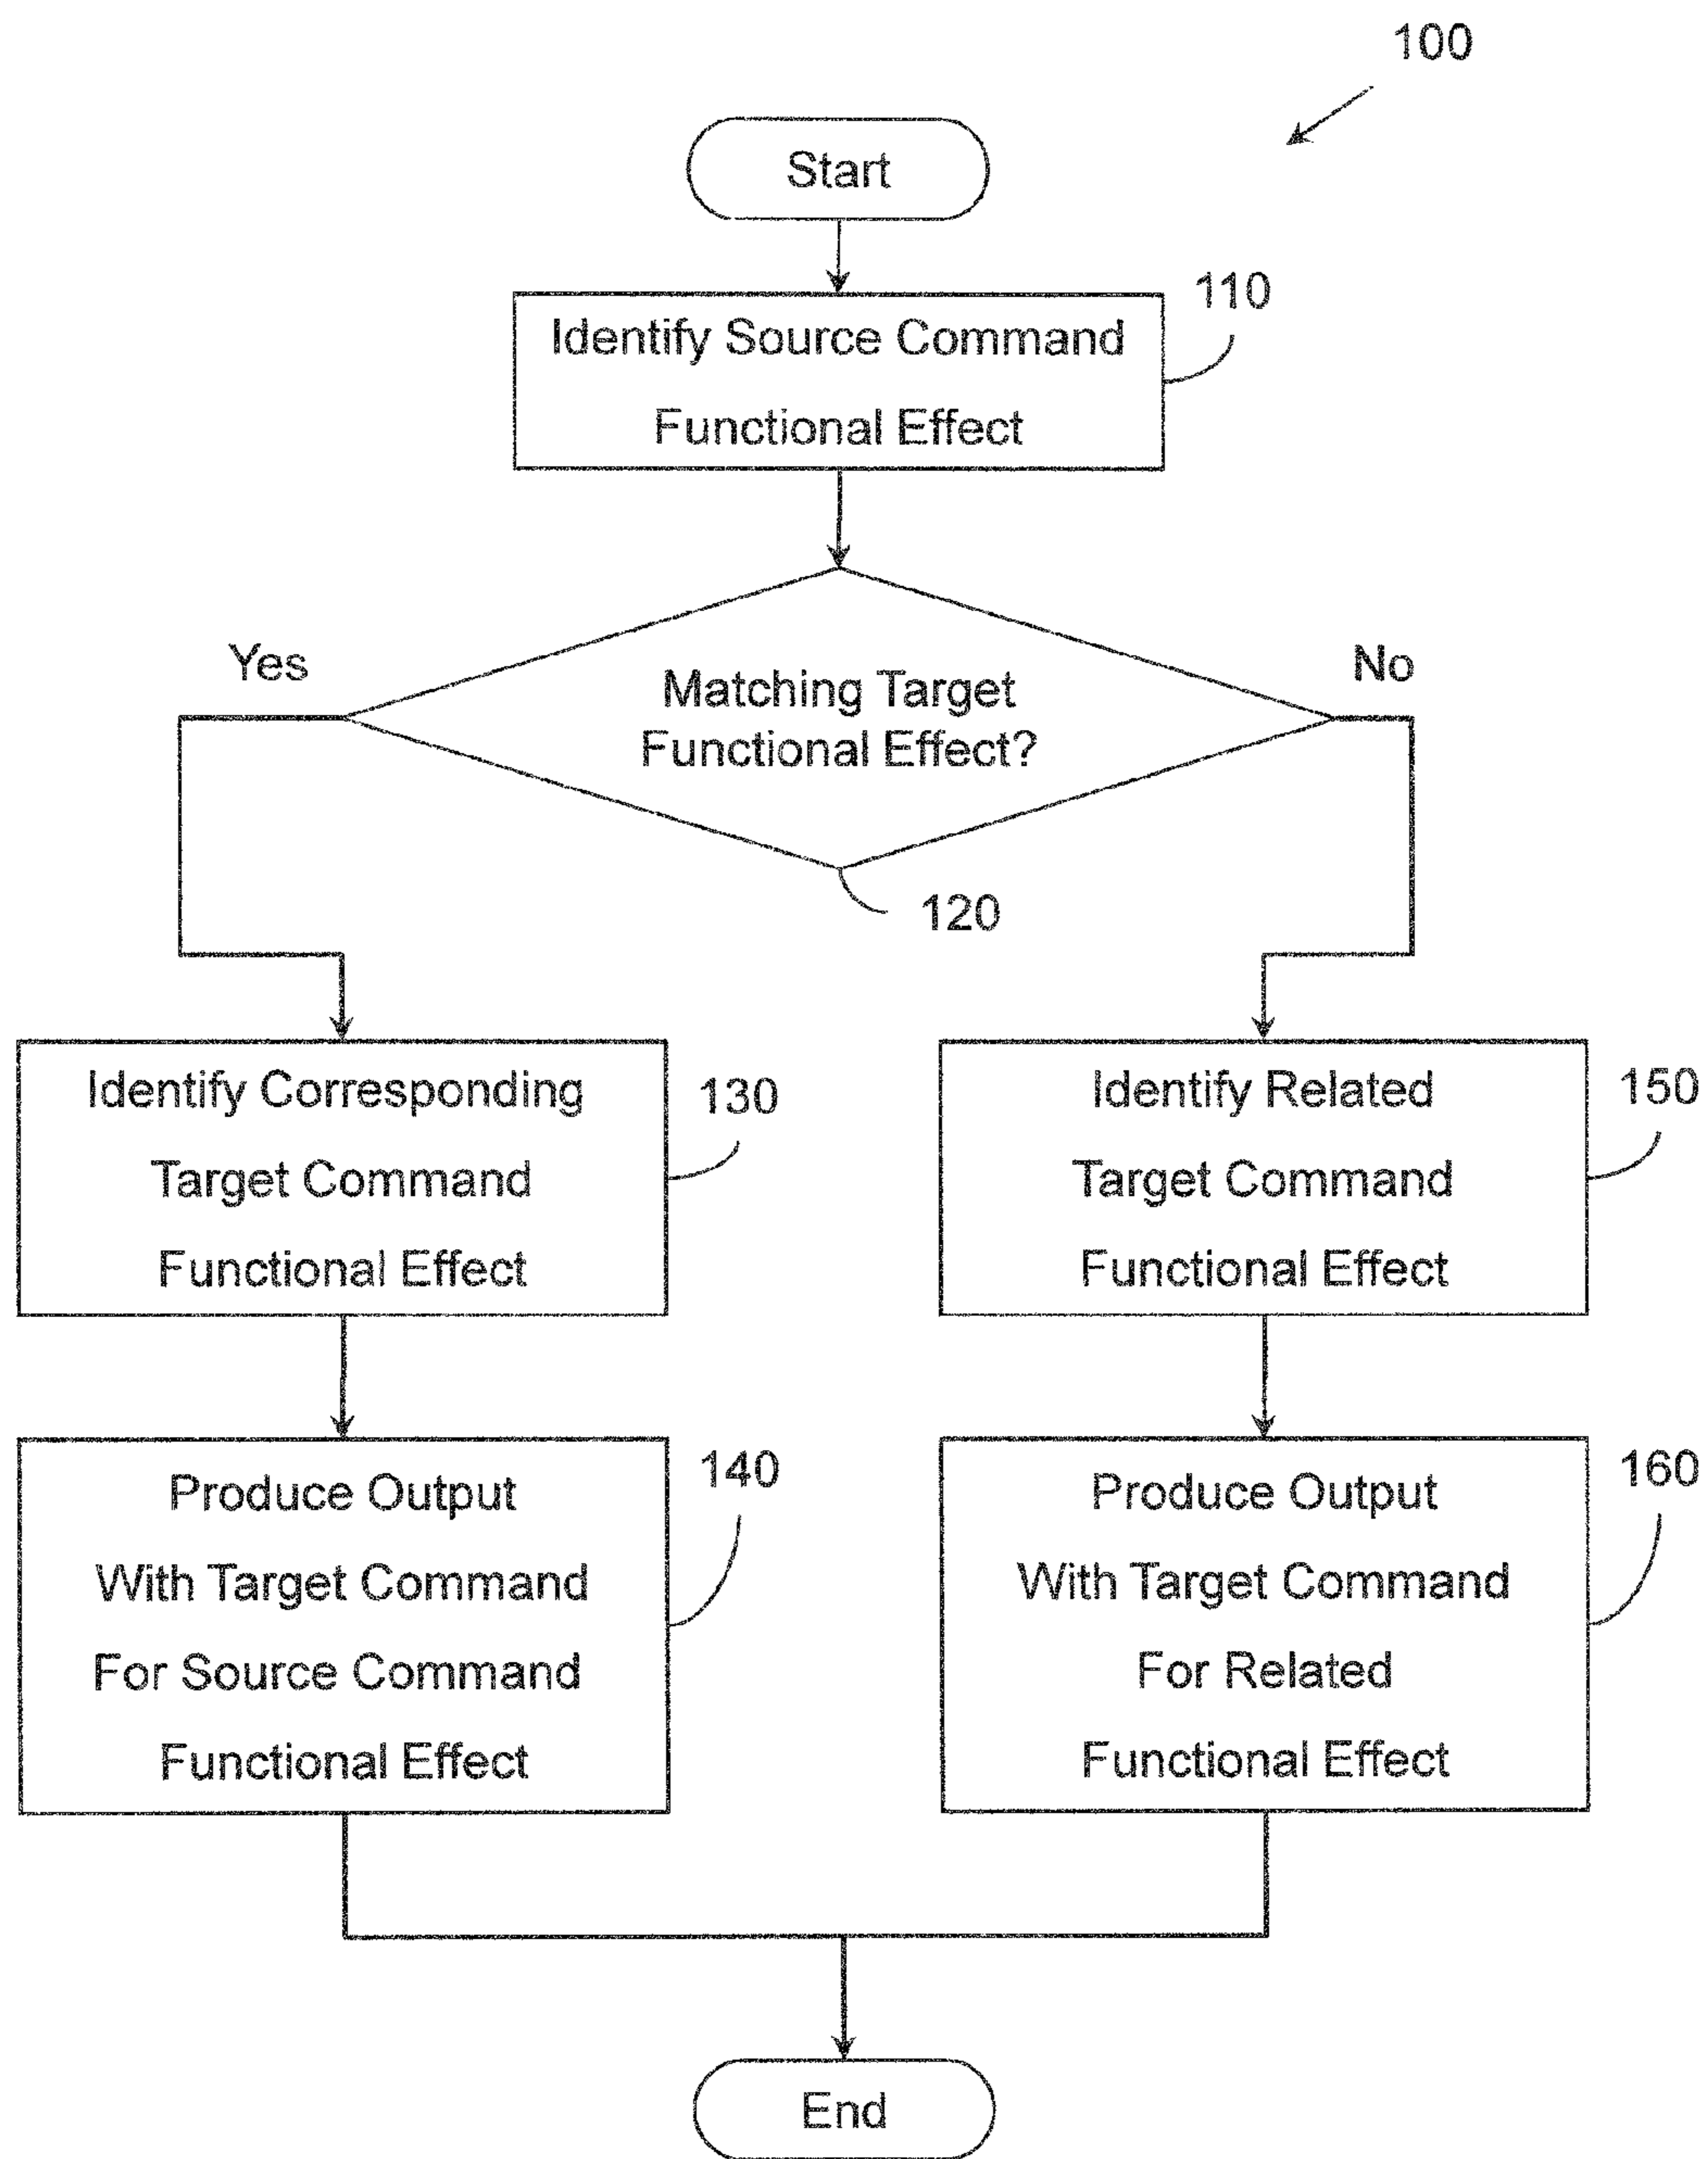 100
Start
110
Identify Source Command
Functional Effect
Yes
No
Matching Target
Functional Effect?
120
Identify Corresponding
Target Command
Functional Effect
130
Identify Related
Target Command
Functional Effect
150
Produce Output
With Target Command
For Source Command
Functional Effect
140
Produce Output
With Target Command
For Related
Functional Effect
160
End